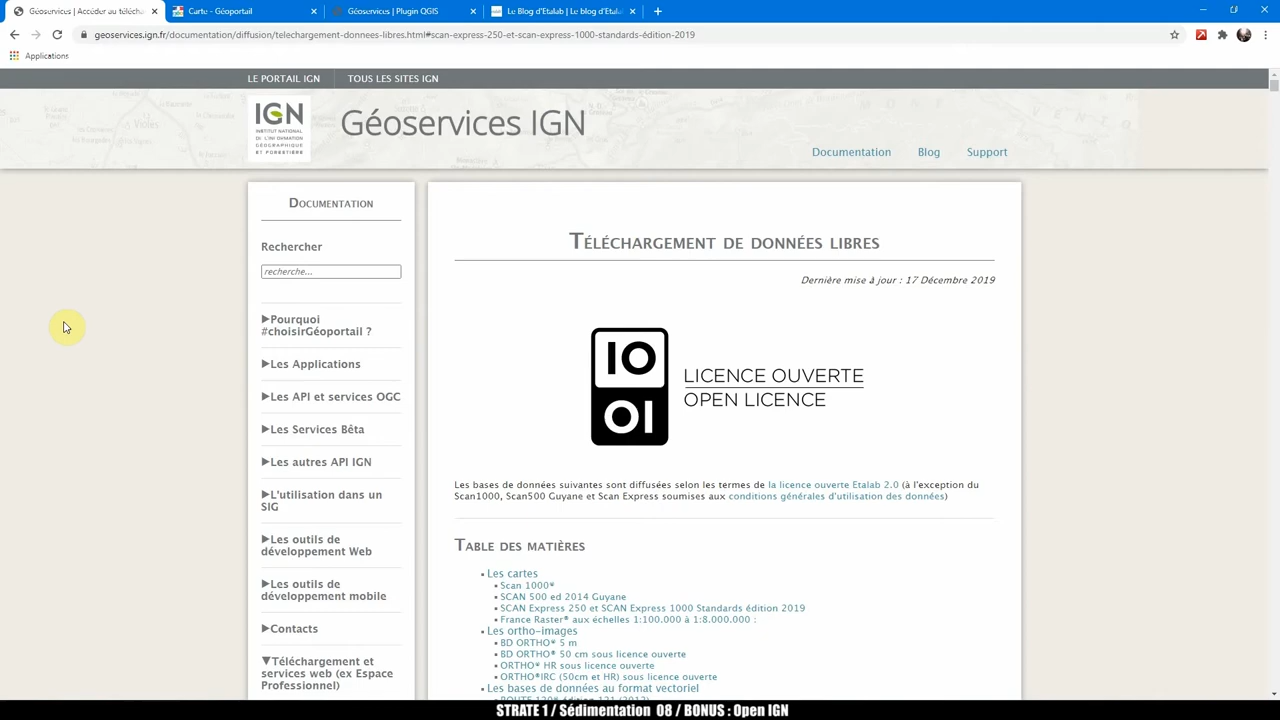 Géoservices | Accéder au télécha
Carte - Géoportail
Géoservices | Plugin QGIS
Le Blog d'Etalab | Le blog d'Etalab
geoservices.ign.fr/documentation/diffusion/telechargement-donnees-libres.html#scan-express-250-et-scan-express-1000-standards-édition-2019
Applications
LE PORTAIL IGN
TOUS LES SITES IGN
IGN
INSTITUT NATIONAL
DE L'INFORMATION
GÉOGRAPHIQUE
ET FORESTIÈRE
Géoservices IGN
Documentation Blog Support
Documentation
Rechercher
recherche...
▶Pourquoi
#choisirGéoportail ?
▶Les Applications
▶Les API et services OGC
▶Les Services Bêta
▶Les autres API IGN
▶L'utilisation dans un
SIG
▶Les outils de
développement Web
▶Les outils de
développement mobile
▶Contacts
▼Téléchargement et
services web (ex Espace
Professionnel)
Téléchargement de données libres
Dernière mise à jour : 17 Décembre 2019
LICENCE OUVERTE
OPEN LICENCE
Les bases de données suivantes sont diffusées selon les termes de la licence ouverte Etalab 2.0 (à l'exception du
Scan1000, Scan500 Guyane et Scan Express soumises aux conditions générales d'utilisation des données)
Table des matières
Les cartes
Scan 1000®
SCAN 500 ed 2014 Guyane
SCAN Express 250 et SCAN Express 1000 Standards édition 2019
France Raster® aux échelles 1:100.000 à 1:8.000.000 :
Les ortho-images
BD ORTHO® 5 m
BD ORTHO® 50 cm sous licence ouverte
ORTHO® HR sous licence ouverte
ORTHO®IRC (50cm et HR) sous licence ouverte
Les bases de données au format vectoriel
STRATE 1 / Sédimentation 08 / BONUS : Open IGN